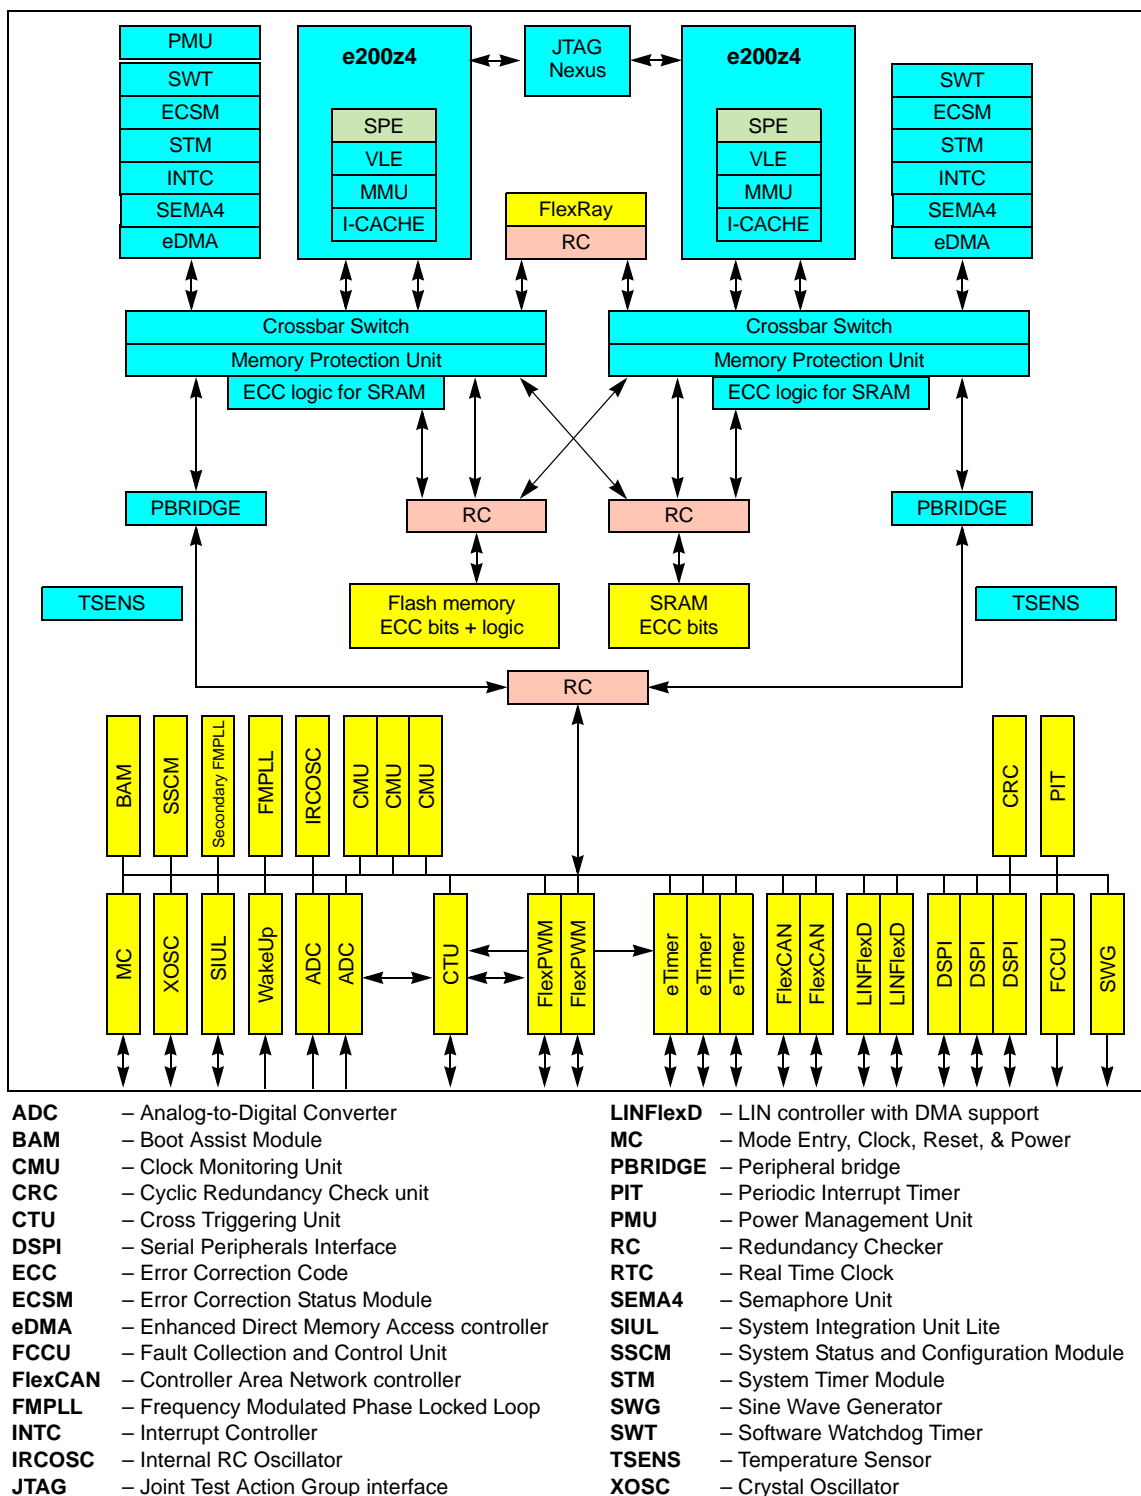 PMU
SWT
ECSM
STM
INTC
SEMA4
eDMA
e200z4
SPE
VLE
MMU
I-CACHE
JTAG
Nexus
FlexRay
RC
e200z4
SPE
VLE
MMU
I-CACHE
SWT
ECSM
STM
INTC
SEMA4
eDMA
Crossbar Switch
Memory Protection Unit
ECC logic for SRAM
Crossbar Switch
Memory Protection Unit
ECC logic for SRAM
PBRIDGE
RC
RC
PBRIDGE
TSENS
Flash memory
ECC bits + logic
SRAM
ECC bits
TSENS
RC
BAM
SSCM
Secondary FMPLL
FMPLL
IRCOSC
CMU
CMU
CMU
CRC
PIT
MC
XOSC
SIUL
WakeUp
ADC
ADC
CTU
FlexPWM
FlexPWM
eTimer
eTimer
eTimer
FlexCAN
FlexCAN
LINFlexD
LINFlexD
DSPI
DSPI
DSPI
FCCU
SWG
ADC – Analog-to-Digital Converter
BAM – Boot Assist Module
CMU – Clock Monitoring Unit
CRC – Cyclic Redundancy Check unit
CTU – Cross Triggering Unit
DSPI – Serial Peripherals Interface
ECC – Error Correction Code
ECSM – Error Correction Status Module
eDMA – Enhanced Direct Memory Access controller
FCCU – Fault Collection and Control Unit
FlexCAN – Controller Area Network controller
FMPLL – Frequency Modulated Phase Locked Loop
INTC – Interrupt Controller
IRCOSC – Internal RC Oscillator
JTAG – Joint Test Action Group interface
LINFlexD – LIN controller with DMA support
MC – Mode Entry, Clock, Reset, & Power
PBRIDGE – Peripheral bridge
PIT – Periodic Interrupt Timer
PMU – Power Management Unit
RC – Redundancy Checker
RTC – Real Time Clock
SEMA4 – Semaphore Unit
SIUL – System Integration Unit Lite
SSCM – System Status and Configuration Module
STM – System Timer Module
SWG – Sine Wave Generator
SWT – Software Watchdog Timer
TSENS – Temperature Sensor
XOSC – Crystal Oscillator